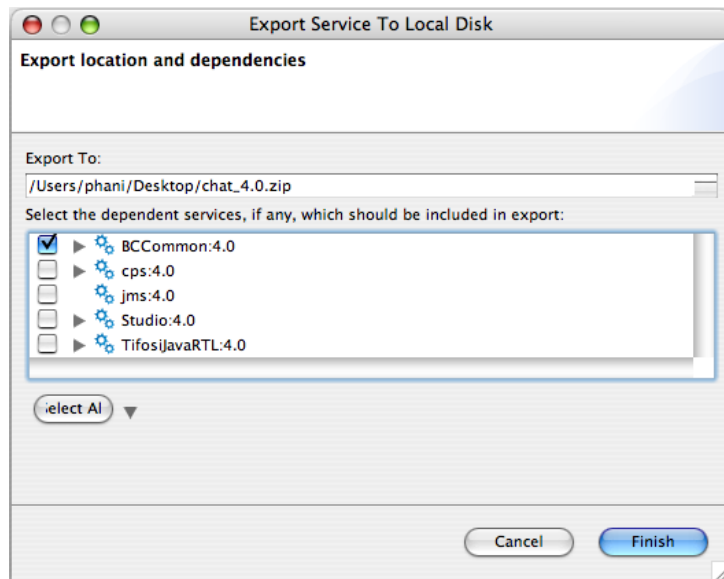 Export Service To Local Disk
Export location and dependencies
Export To:
/Users/phani/Desktop/chat_4.0.zip
Select the dependent services, if any, which should be included in export:
BCCommon:4.0
cps:4.0
jms:4.0
Studio:4.0
TifosiJavaRTL:4.0
Select Al
Cancel
Finish